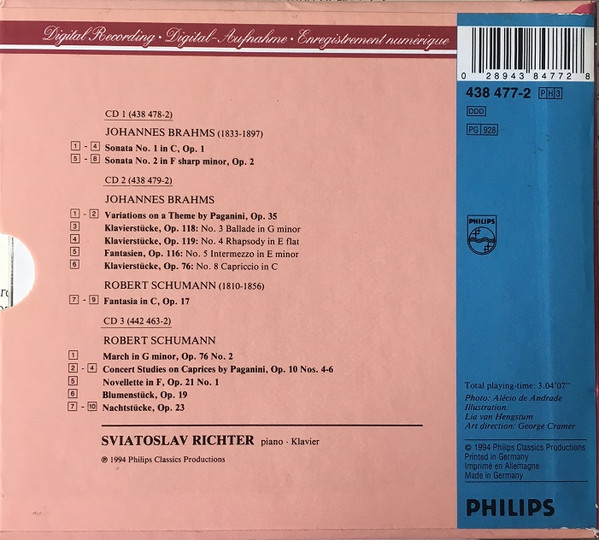 Digital Recording · Digital-Aufnahme · Enregistrement numérique
0 28943 84772 8
438 477-2 PH 3
DDD
PG 928
CD 1 (438 478-2)
JOHANNES BRAHMS (1833-1897)
1 - 4 Sonata No. 1 in C, Op. 1
5 - 8 Sonata No. 2 in F sharp minor, Op. 2
CD 2 (438 479-2)
JOHANNES BRAHMS
1 - 2 Variations on a Theme by Paganini, Op. 35
3 Klavierstücke, Op. 118: No. 3 Ballade in G minor
4 Klavierstücke, Op. 119: No. 4 Rhapsody in E flat
5 Fantasien, Op. 116: No. 5 Intermezzo in E minor
6 Klavierstücke, Op. 76: No. 8 Capriccio in C
ROBERT SCHUMANN (1810-1856)
7 - 9 Fantasia in C, Op. 17
CD 3 (442 463-2)
ROBERT SCHUMANN
1 March in G minor, Op. 76 No. 2
2 - 4 Concert Studies on Caprices by Paganini, Op. 10 Nos. 4-6
5 Novellette in F, Op. 21 No. 1
6 Blumenstück, Op. 19
7 - 10 Nachtstücke, Op. 23
SVIATOSLAV RICHTER piano · Klavier
℗ 1994 Philips Classics Productions
PHILIPS
Total playing-time: 3.04'07"
Photo: Alécio de Andrade
Illustration:
Lia van Hengstum
Art direction: George Cramer
© 1994 Philips Classics Productions
Printed in Germany
Imprimé en Allemagne
Made in Germany
PHILIPS